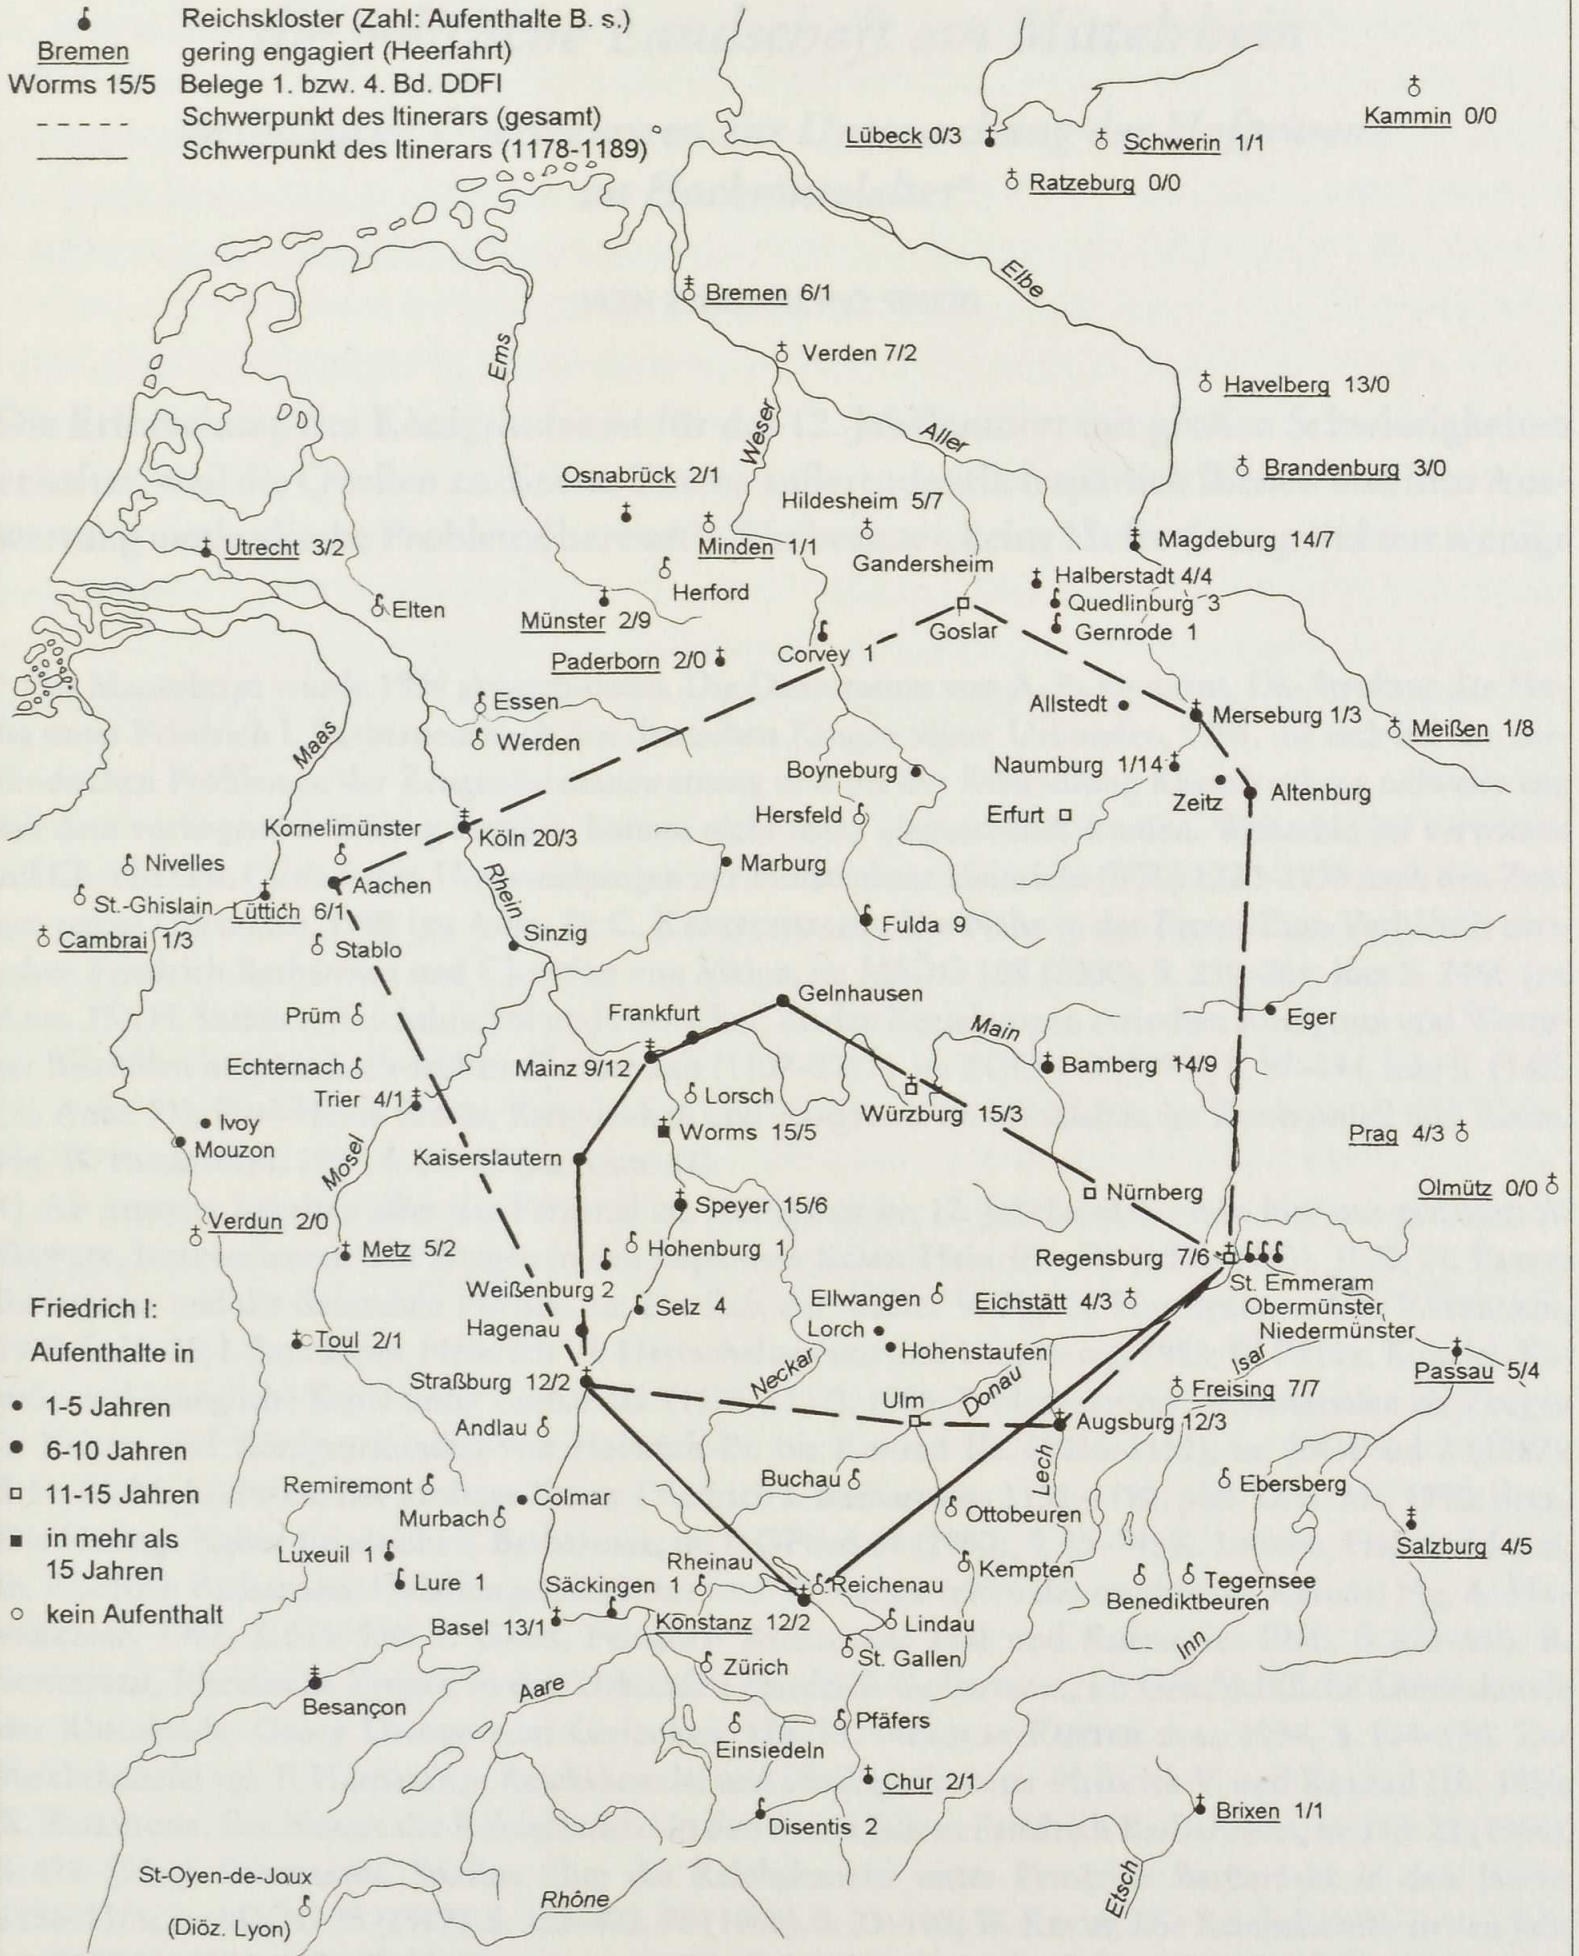 Reichskloster (Zahl: Aufenthalte B. s.)
Bremen gering engagiert (Heerfahrt)
Worms 15/5 Belege 1. bzw. 4. Bd. DDFI
Schwerpunkt des Itinerars (gesamt)
Schwerpunkt des Itinerars (1178-1189)
Kammin 0/0
Lübeck 0/3
Schwerin 1/1
Ratzeburg 0/0
Elbe
Bremen 6/1
Ems
Verden 7/2
Havelberg 13/0
Weser
Aller
Brandenburg 3/0
Osnabrück 2/1
Hildesheim 5/7
Utrecht 3/2
Minden 1/1
Magdeburg 14/7
Gandersheim
Halberstadt 4/4
Herford
Quedlinburg 3
Elten
Münster 2/9
Goslar
Gernrode 1
Paderborn 2/0
Corvey 1
Essen
Allstedt
Merseburg 1/3
Meißen 1/8
Maas
Werden
Boyneburg
Naumburg 1/14
Zeitz
Altenburg
Hersfeld
Erfurt
Kornelimünster
Köln 20/3
Nivelles
Marburg
Aachen
Rhein
St.-Ghislain
Lüttich 6/1
Fulda 9
Cambrai 1/3
Stablo
Sinzig
Gelnhausen
Prüm
Frankfurt
Main
Eger
Echternach
Mainz 9/12
Bamberg 14/9
Trier 4/1
Lorsch
Würzburg 15/3
Ivoy
Mouzon
Worms 15/5
Prag 4/3
Mosel
Kaiserslautern
Nürnberg
Olmütz 0/0
Speyer 15/6
Verdun 2/0
Metz 5/2
Hohenburg 1
Regensburg 7/6
Weißenburg 2
St. Emmeram
Obermünster
Niedermünster
Selz 4
Ellwangen
Eichstätt 4/3
Friedrich I:
Aufenthalte in
1-5 Jahren
6-10 Jahren
11-15 Jahren
in mehr als
15 Jahren
kein Aufenthalt
Toul 2/1
Hagenau
Lorch
Hohenstaufen
Isar
Passau 5/4
Straßburg 12/2
Neckar
Ulm
Donau
Freising 7/7
Andlau
Augsburg 12/3
Lech
Remiremont
Buchau
Ebersberg
Colmar
Murbach
Ottobeuren
Salzburg 4/5
Luxeuil 1
Lure 1
Rheinau
Säckingen 1
Reichenau
Kempten
Tegernsee
Benediktbeuren
Basel 13/1
Konstanz 12/2
Lindau
St. Gallen
Inn
Zürich
Besançon
Aare
Pfäfers
Einsiedeln
Chur 2/1
Disentis 2
Brixen 1/1
Etsch
St-Oyen-de-Joux
(Diöz. Lyon)
Rhône